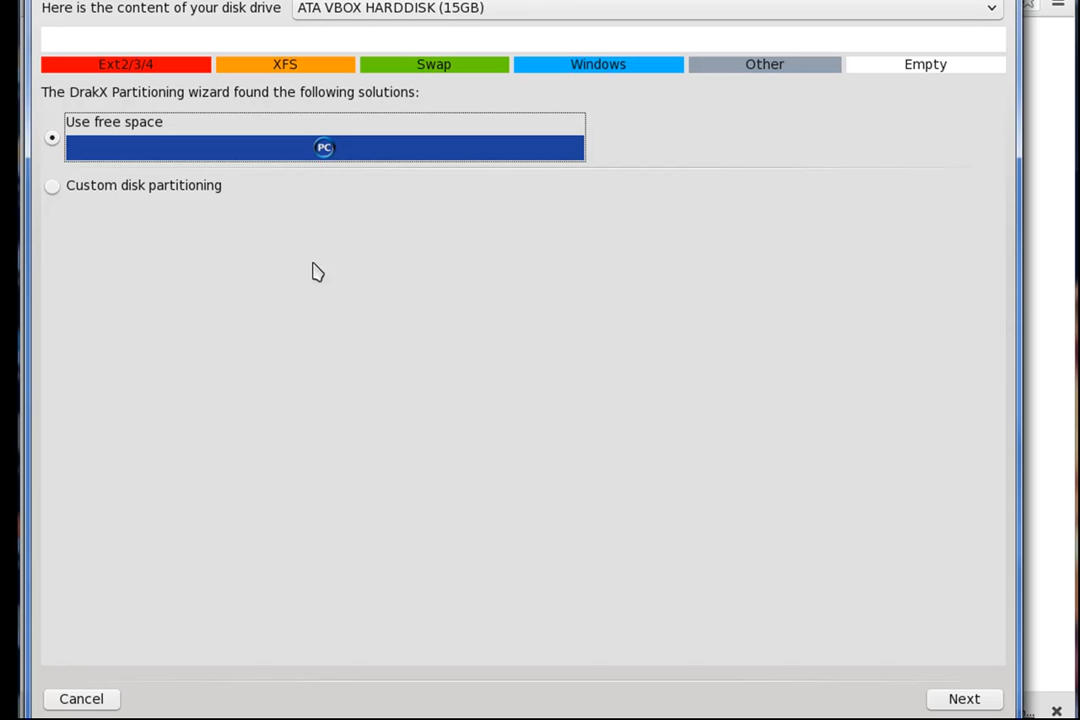 Here is the content of your disk drive ATA VBOX HARDDISK (15GB)
Ext2/3/4 XFS Swap Windows Other Empty
The DrakX Partitioning wizard found the following solutions:
Use free space
PC
Custom disk partitioning
Cancel Next